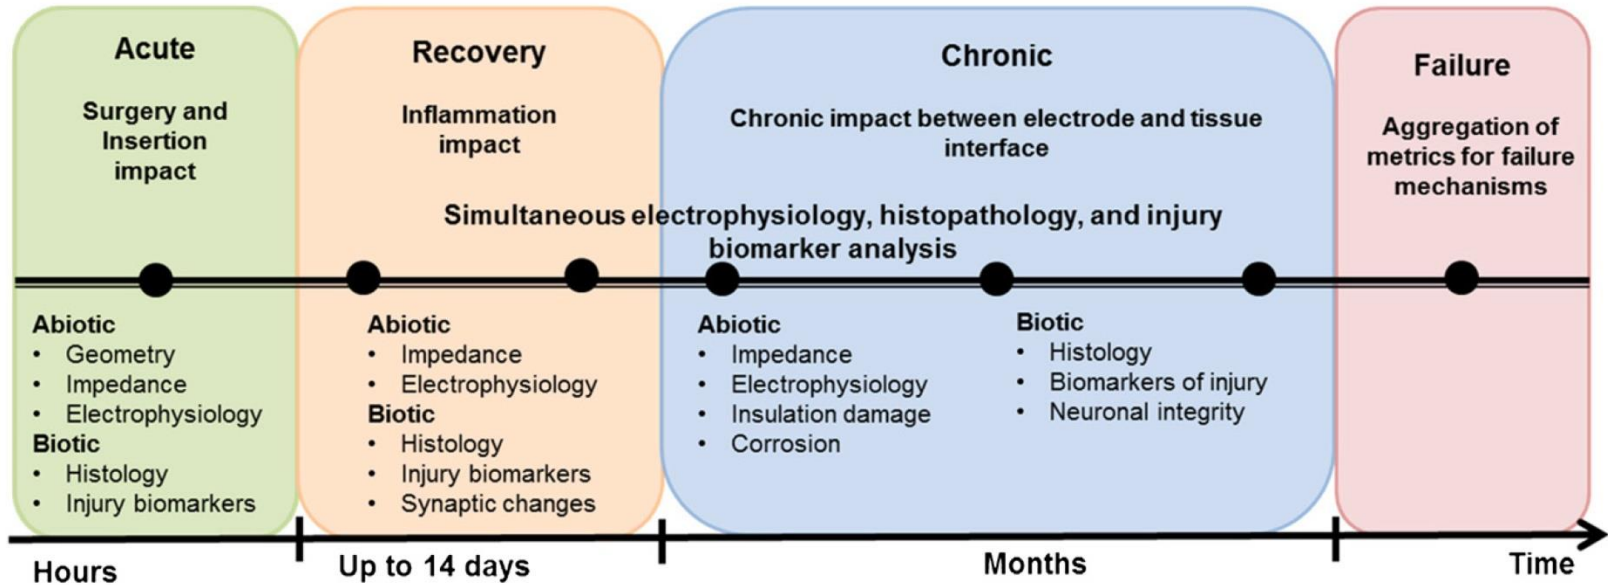 Acute
Surgery and
Insertion
impact
Recovery
Inflammation
impact
Chronic
Chronic impact between electrode and tissue
interface
Failure
Aggregation of
metrics for failure
mechanisms
Simultaneous electrophysiology, histopathology, and injury
biomarker analysis
Abiotic
• Geometry
• Impedance
• Electrophysiology
Biotic
• Histology
• Injury biomarkers
Abiotic
• Impedance
• Electrophysiology
Biotic
• Histology
• Injury biomarkers
• Synaptic changes
Abiotic
• Impedance
• Electrophysiology
• Insulation damage
• Corrosion
Biotic
• Histology
• Biomarkers of injury
• Neuronal integrity
Hours
Up to 14 days
Months
Time